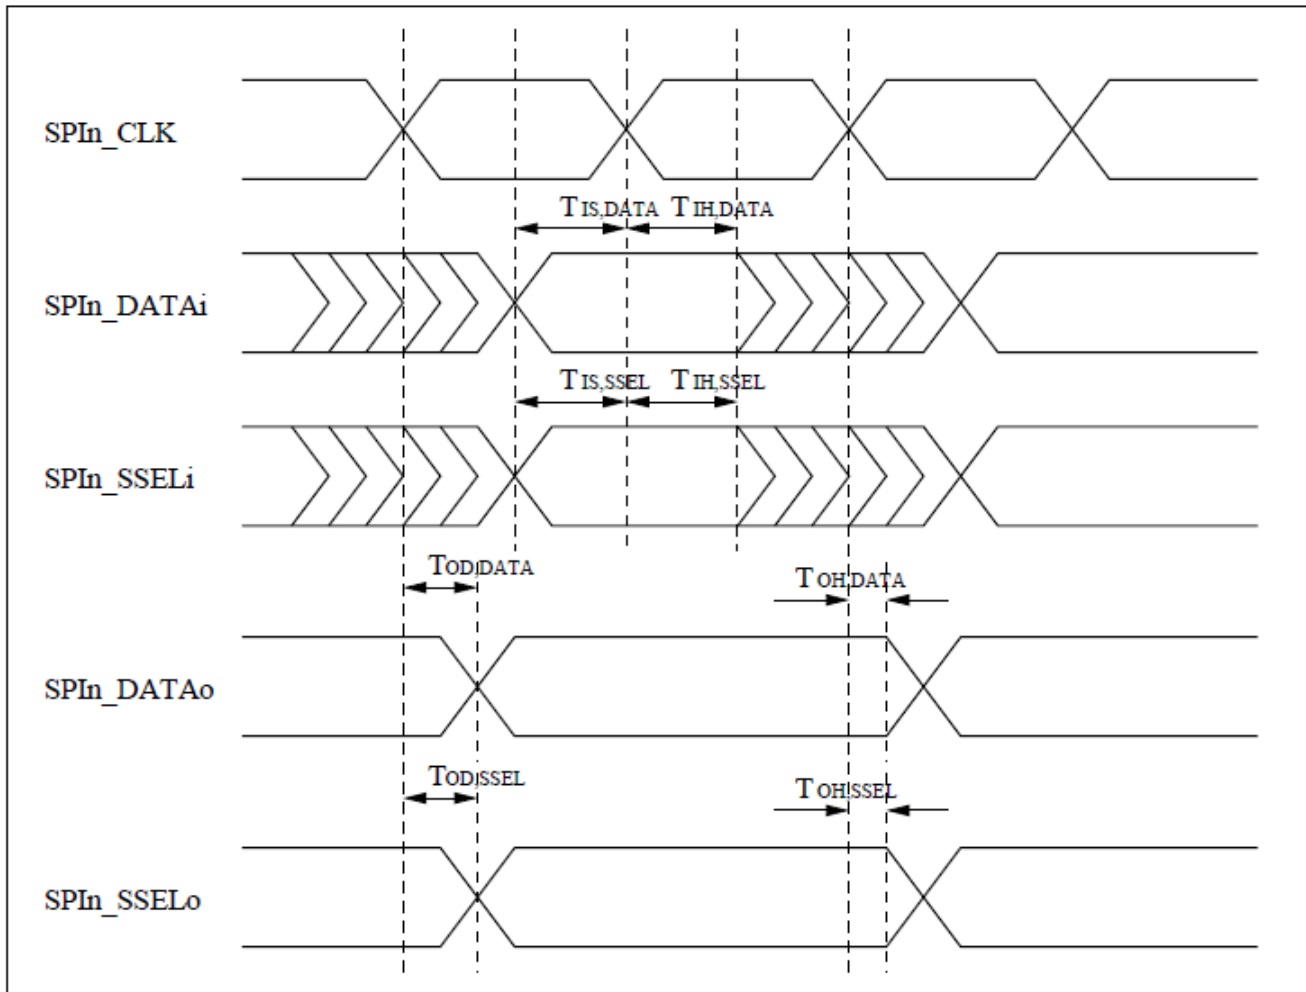 SPIn_CLK
TIS,DATA TIH,DATA
SPIn_DATAi
TIS,SSEL TIH,SSEL
SPIn_SSELi
TOD,DATA TOH,DATA
SPIn_DATAo
TOD,SSEL TOH,SSEL
SPIn_SSELo